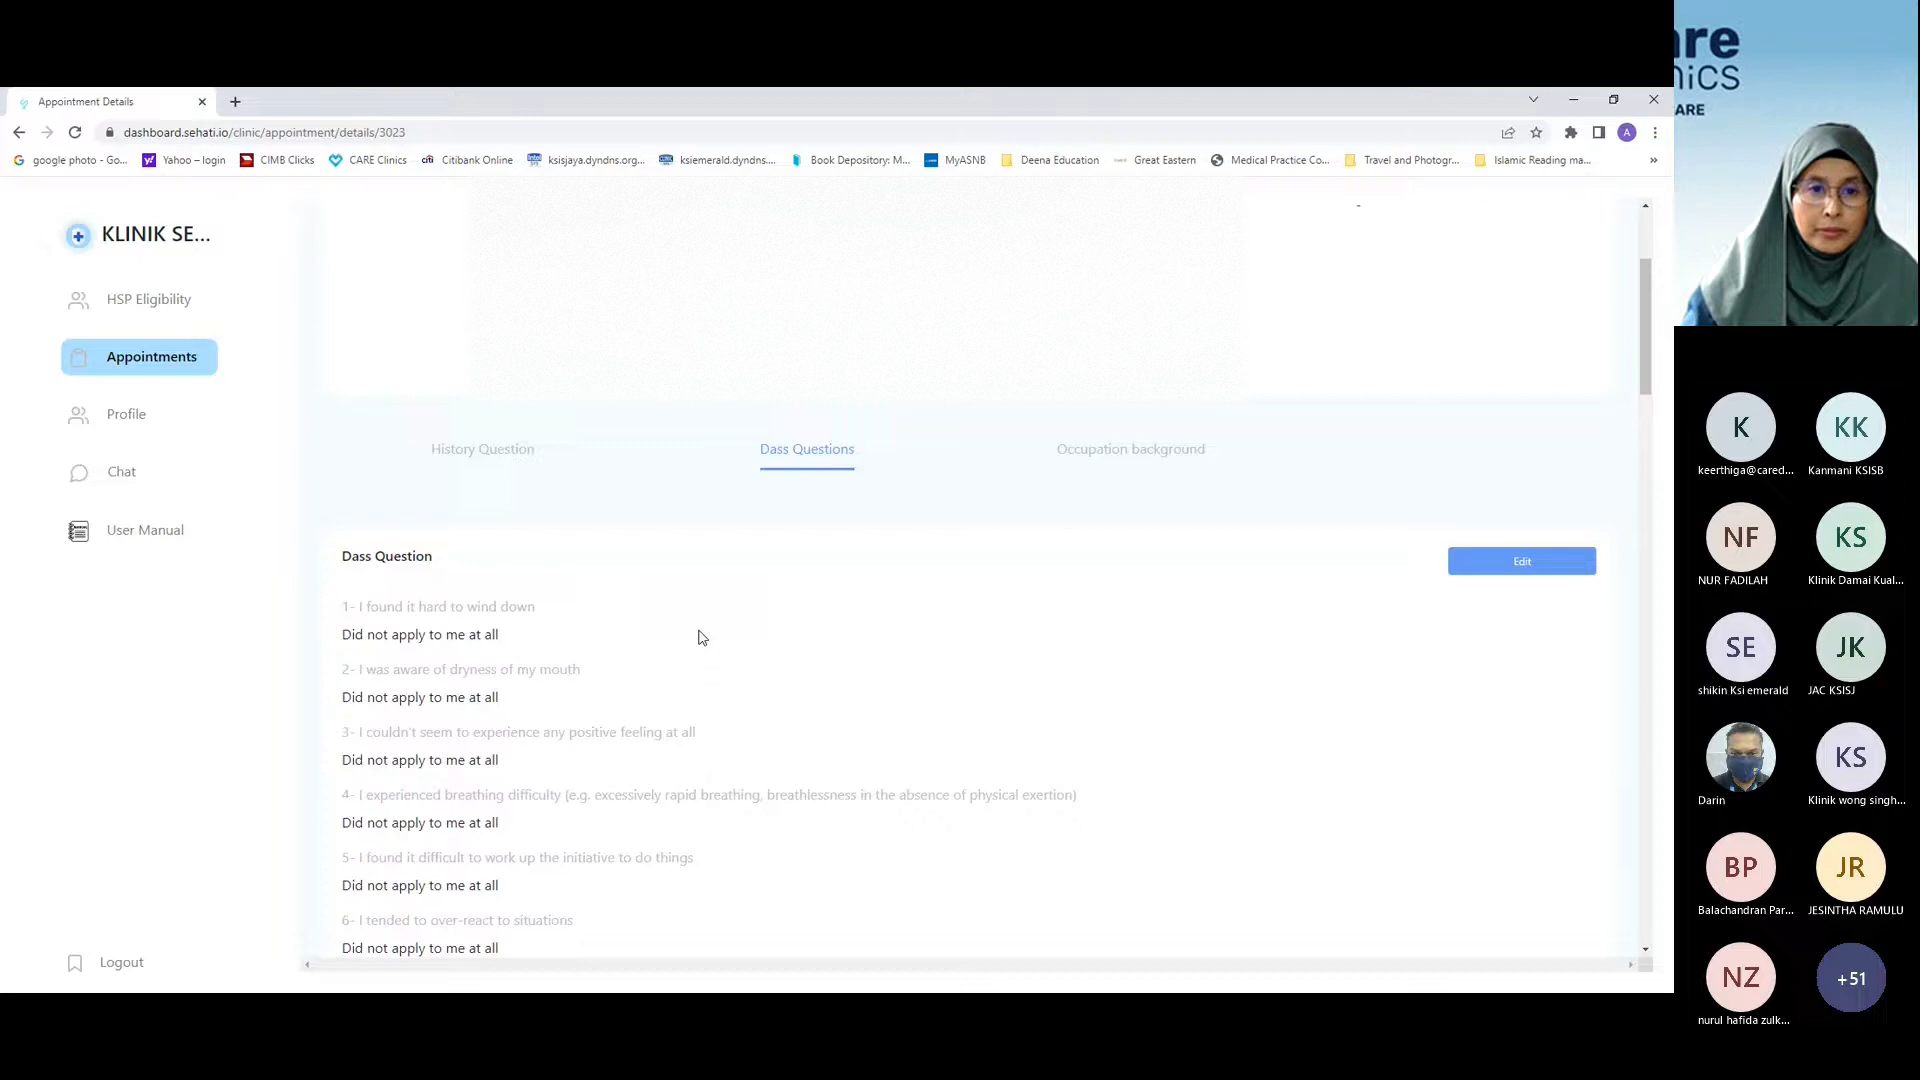 Appointment Details
dashboard.sehati.io/clinic/appointment/details/3023
A
google photo - Go...
Yahoo – login
CIMB Clicks
CARE Clinics
Citibank Online
ksisjaya.dyndns.org...
ksiemerald.dyndns....
Book Depository: M...
MyASNB
Deena Education
Great Eastern
Medical Practice Co...
Travel and Photogr...
Islamic Reading ma...
»
KLINIK SE...
HSP Eligibility
Appointments
Profile
Chat
User Manual
Logout
-
History Question
Dass Questions
Occupation background
Dass Question
Edit
1- I found it hard to wind down
Did not apply to me at all
2- I was aware of dryness of my mouth
Did not apply to me at all
3- I couldn't seem to experience any positive feeling at all
Did not apply to me at all
4- I experienced breathing difficulty (e.g. excessively rapid breathing, breathlessness in the absence of physical exertion)
Did not apply to me at all
5- I found it difficult to work up the initiative to do things
Did not apply to me at all
6- I tended to over-react to situations
Did not apply to me at all
are
nics
ARE
K
keerthiga@cared...
KK
Kanmani KSISB
NF
NUR FADILAH
KS
Klinik Damai Kual...
SE
shikin Ksi emerald
JK
JAC KSISJ
Darin
KS
Klinik wong singh...
BP
Balachandran Par...
JR
JESINTHA RAMULU
NZ
nurul hafida zulk...
+51